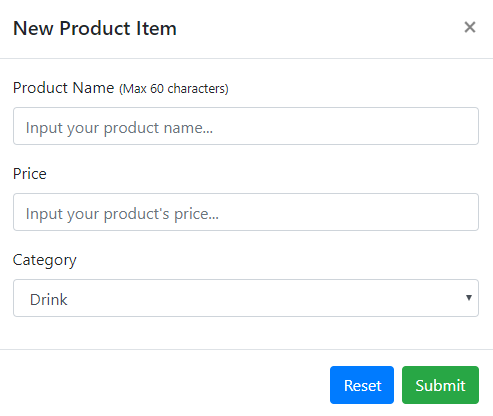 New Product Item ×
Product Name (Max 60 characters)
Input your product name...
Price
Input your product's price...
Category
Drink
Reset Submit